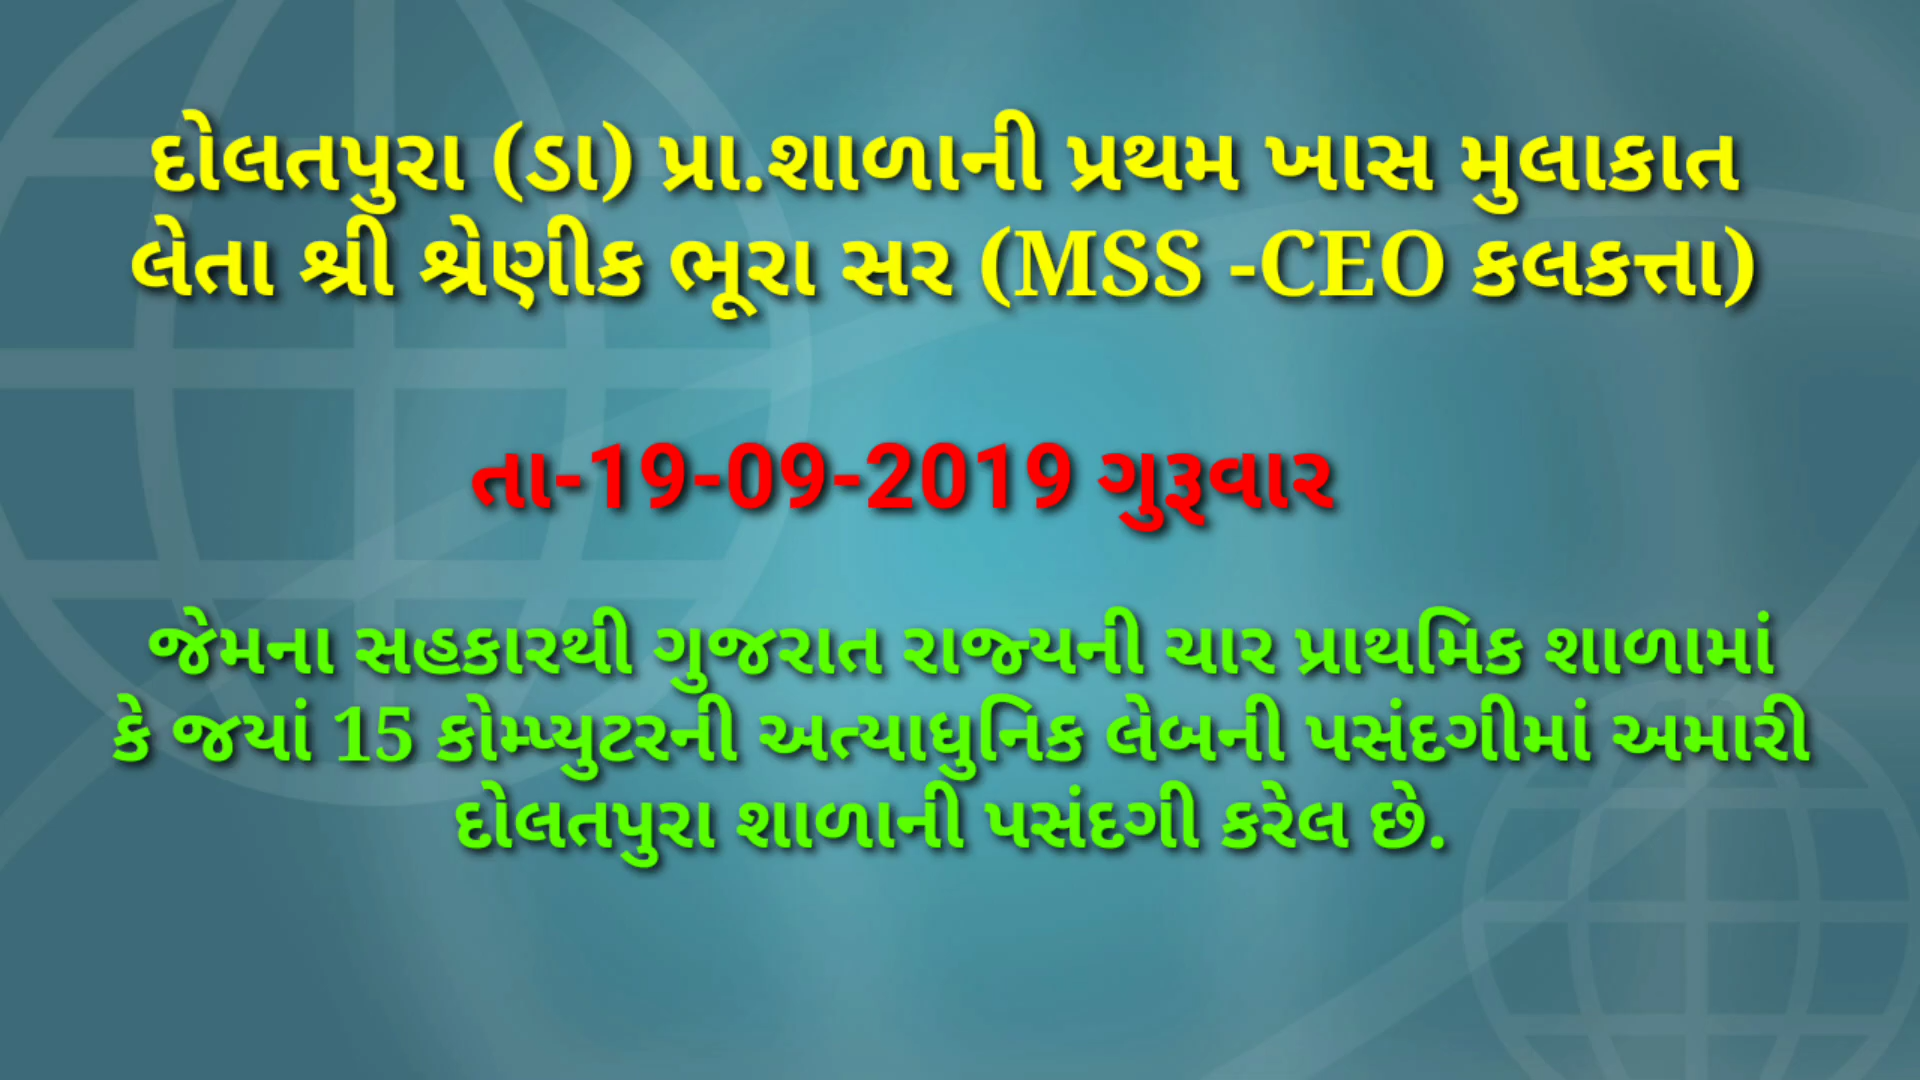 દોલતપુરા (ડા) પ્રા.શાળાની પ્રથમ ખાસ મુલાકાત
લેતા શ્રી શ્રેણીક ભૂરા સર (MSS -CEO કલકત્તા)
તા-19-09-2019 ગુરૂવાર
જેમના સહકારથી ગુજરાત રાજ્યની ચાર પ્રાથમિક શાળામાં
કે જયાં 15 કોમ્પ્યુટરની અત્યાધુનિક લેબની પસંદગીમાં અમારી
દોલતપુરા શાળાની પસંદગી કરેલ છે.